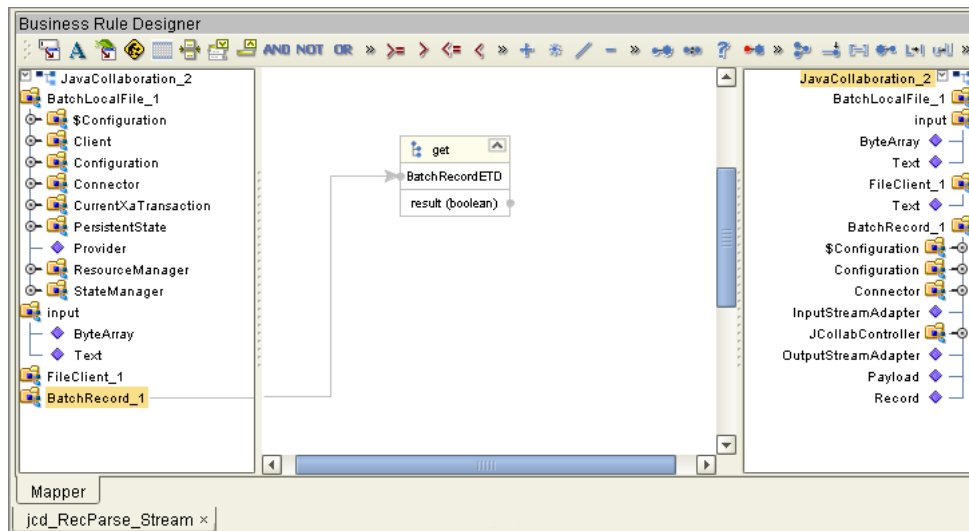 Business Rule Designer
A AND NOT OR » >= > <= < » + * / - » ? » »
JavaCollaboration_2
BatchLocalFile_1
$Configuration
Client
Configuration
Connector
CurrentXaTransaction
PersistentState
Provider
ResourceManager
StateManager
input
ByteArray
Text
FileClient_1
BatchRecord_1
get
BatchRecordETD
result (boolean)
JavaCollaboration_2
BatchLocalFile_1
input
ByteArray
Text
FileClient_1
Text
BatchRecord_1
$Configuration
Configuration
Connector
InputStreamAdapter
JCollabController
OutputStreamAdapter
Payload
Record
Mapper
jcd_RecParse_Stream ×